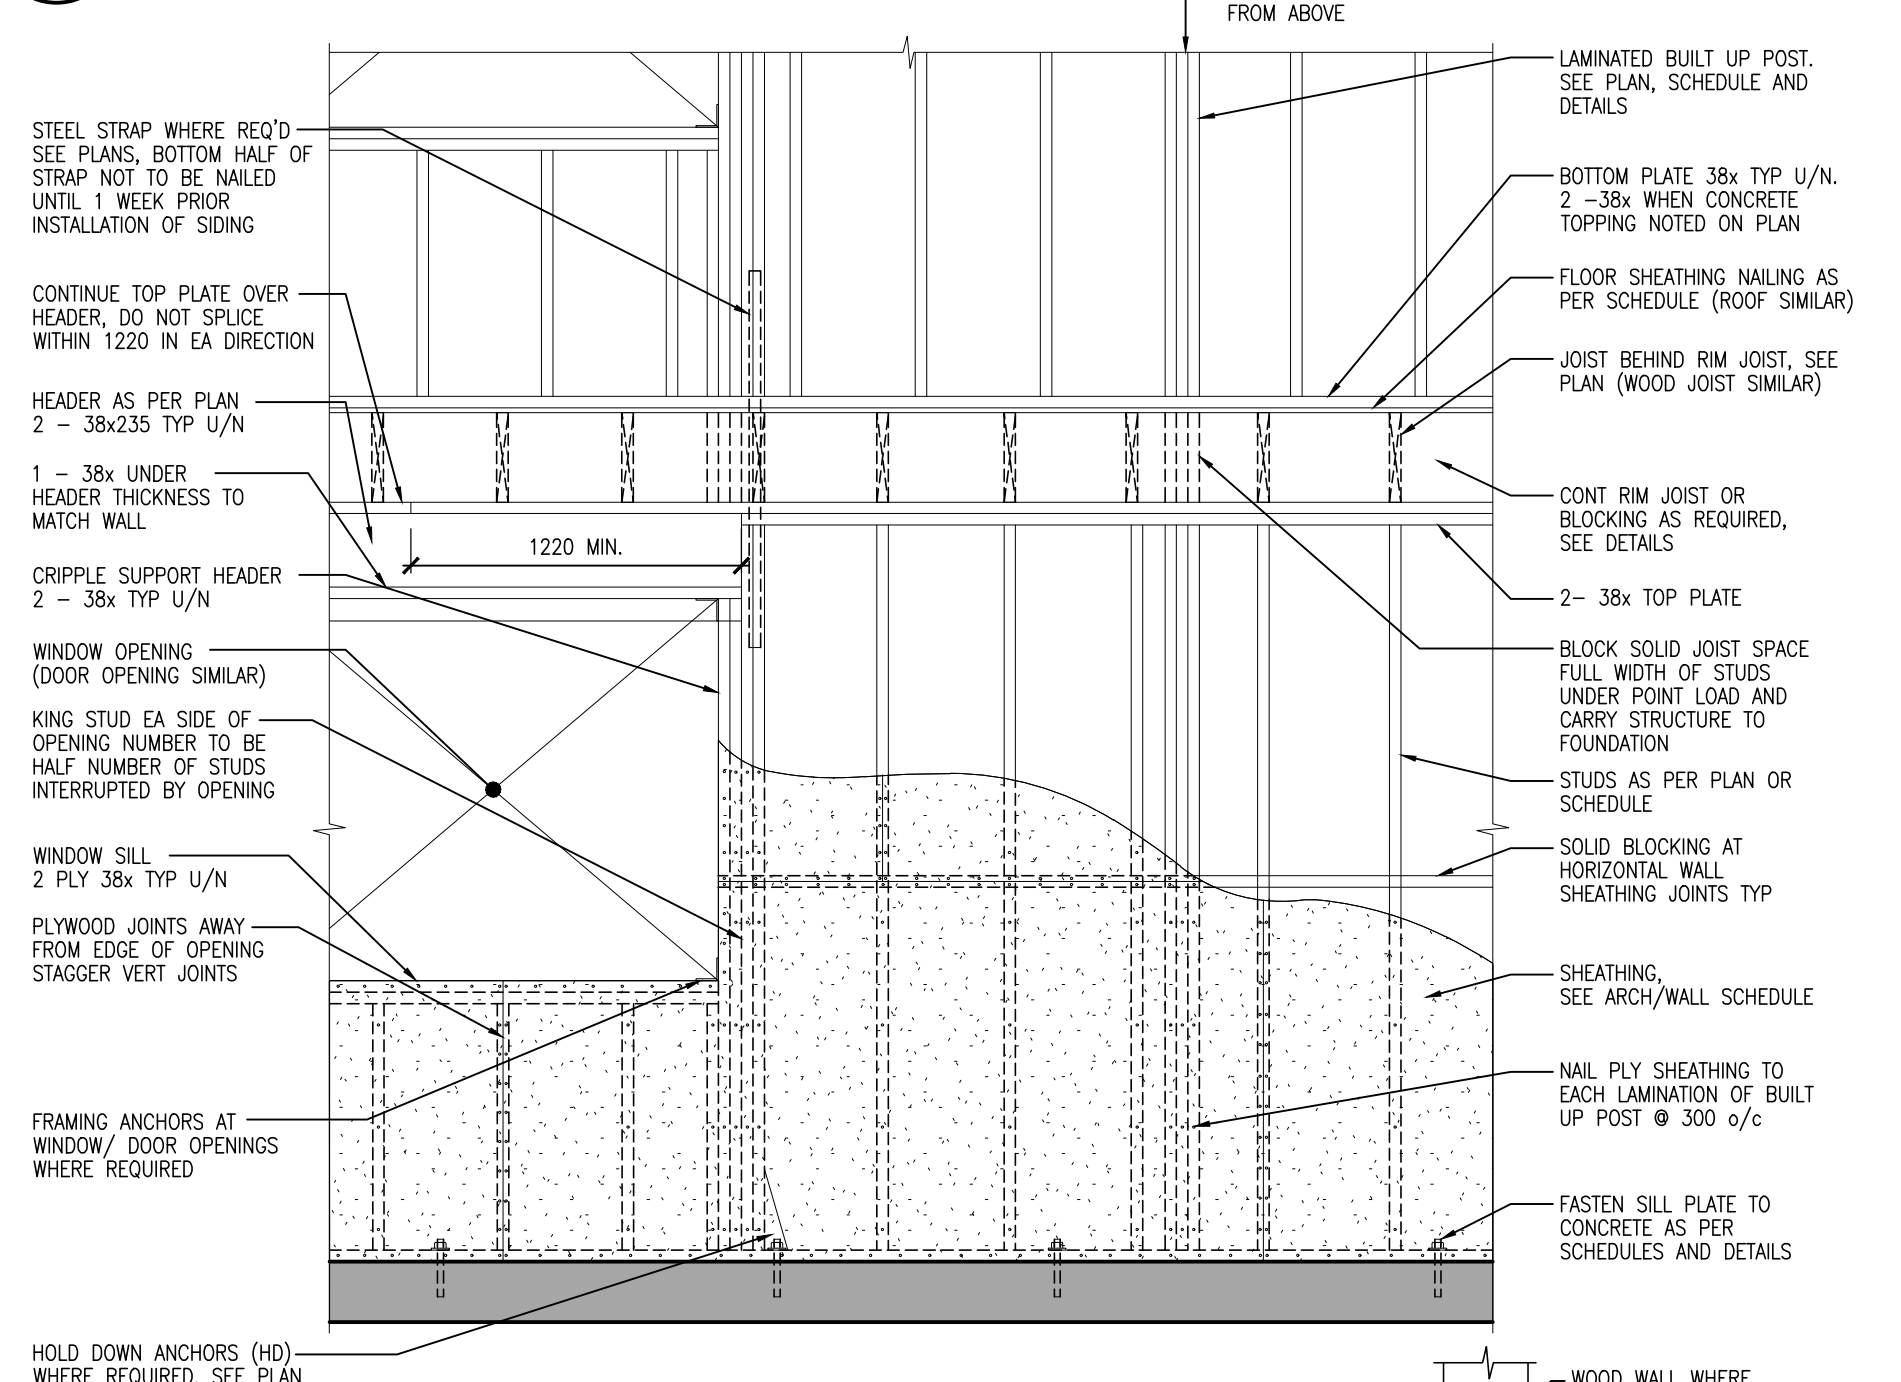 FROM ABOVE
STEEL STRAP WHERE REQ'D
SEE PLANS, BOTTOM HALF OF
STRAP NOT TO BE NAILED
UNTIL 1 WEEK PRIOR
INSTALLATION OF SIDING
CONTINUE TOP PLATE OVER
HEADER, DO NOT SPLICE
WITHIN 1220 IN EA DIRECTION
HEADER AS PER PLAN
2 - 38x235 TYP U/N
1 - 38x UNDER
HEADER THICKNESS TO
MATCH WALL
CRIPPLE SUPPORT HEADER
2 - 38x TYP U/N
WINDOW OPENING
(DOOR OPENING SIMILAR)
KING STUD EA SIDE OF
OPENING NUMBER TO BE
HALF NUMBER OF STUDS
INTERRUPTED BY OPENING
WINDOW SILL
2 PLY 38x TYP U/N
PLYWOOD JOINTS AWAY
FROM EDGE OF OPENING
STAGGER VERT JOINTS
FRAMING ANCHORS AT
WINDOW/ DOOR OPENINGS
WHERE REQUIRED
HOLD DOWN ANCHORS (HD)
WHERE REQUIRED, SEE PLAN
1220 MIN.
LAMINATED BUILT UP POST.
SEE PLAN, SCHEDULE AND
DETAILS
BOTTOM PLATE 38x TYP U/N.
2 -38x WHEN CONCRETE
TOPPING NOTED ON PLAN
FLOOR SHEATHING NAILING AS
PER SCHEDULE (ROOF SIMILAR)
JOIST BEHIND RIM JOIST, SEE
PLAN (WOOD JOIST SIMILAR)
CONT RIM JOIST OR
BLOCKING AS REQUIRED,
SEE DETAILS
2- 38x TOP PLATE
BLOCK SOLID JOIST SPACE
FULL WIDTH OF STUDS
UNDER POINT LOAD AND
CARRY STRUCTURE TO
FOUNDATION
STUDS AS PER PLAN OR
SCHEDULE
SOLID BLOCKING AT
HORIZONTAL WALL
SHEATHING JOINTS TYP
SHEATHING,
SEE ARCH/WALL SCHEDULE
NAIL PLY SHEATHING TO
EACH LAMINATION OF BUILT
UP POST @ 300 o/c
FASTEN SILL PLATE TO
CONCRETE AS PER
SCHEDULES AND DETAILS
WOOD WALL WHERE